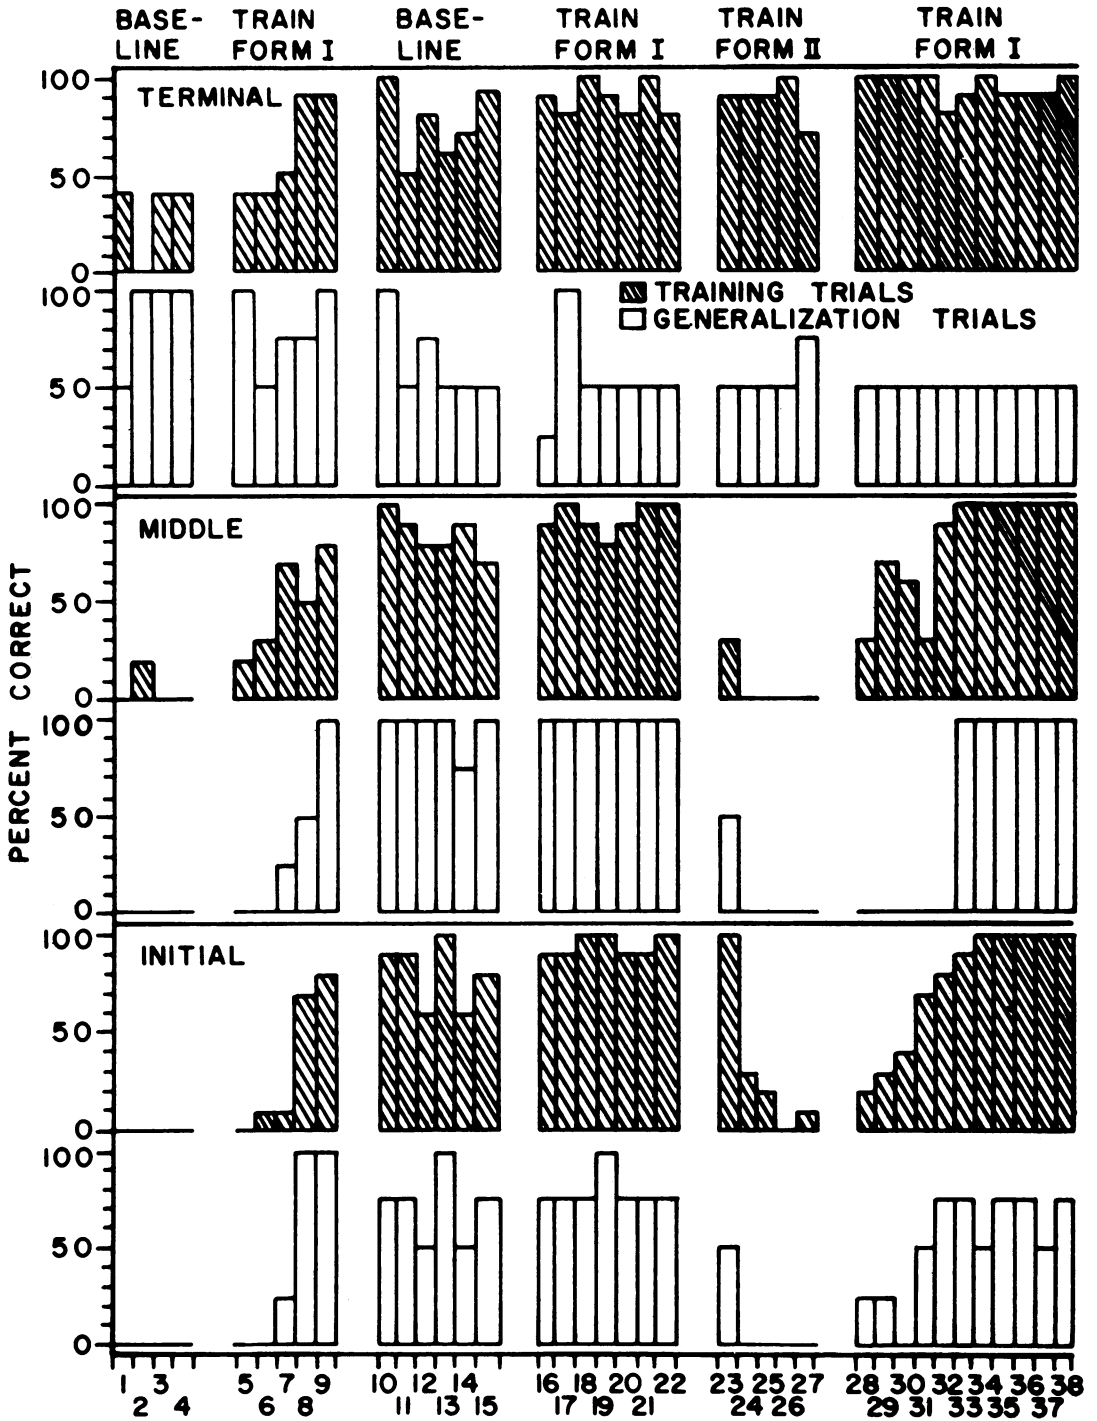 BASE- TRAIN BASE- TRAIN TRAIN TRAIN
LINE FORM I LINE FORM I FORM II FORM I
100
TERMINAL
50
0
100
TRAINING TRIALS
GENERALIZATION TRIALS
50
0
100
MIDDLE
50
0
100
50
0
PERCENT CORRECT
100
INITIAL
50
0
100
50
0
1 3 5 7 9 10 12 14 16 18 20 22 23 25 27 28 30 32 34 36 38
2 4 6 8 11 13 15 17 19 21 24 26 29 31 33 35 37